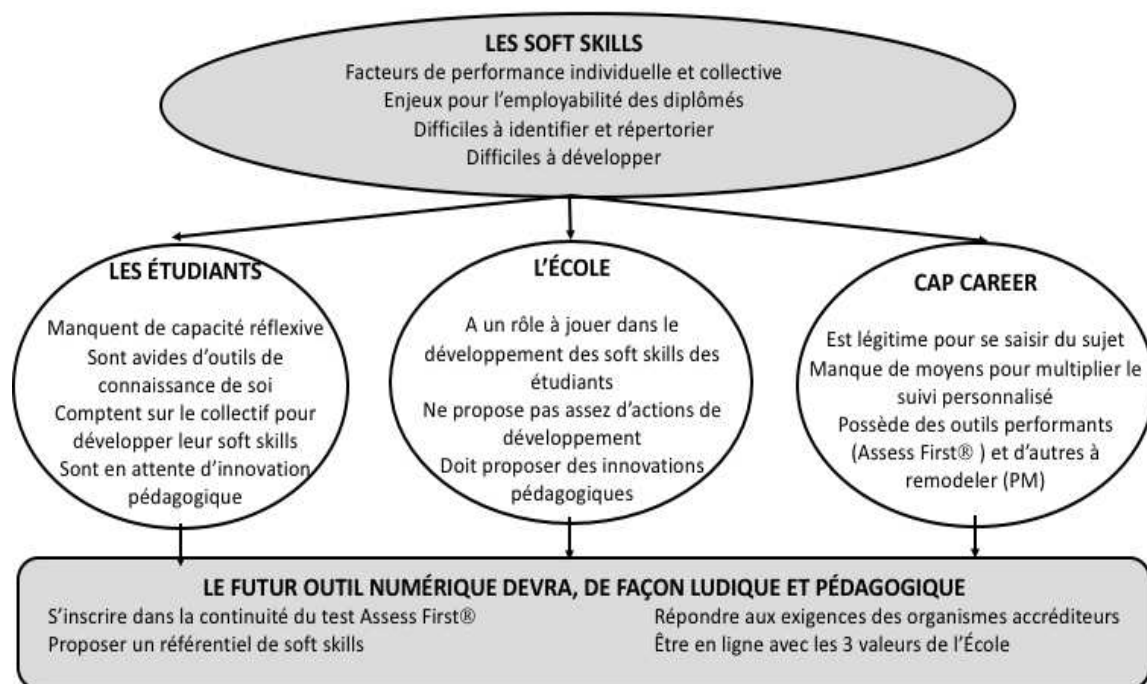 LES SOFT SKILLS
Facteurs de performance individuelle et collective
Enjeux pour l'employabilité des diplômés
Difficiles à identifier et répertorier
Difficiles à développer
LES ÉTUDIANTS
Manquent de capacité réflexive
Sont avides d'outils de
connaissance de soi
Comptent sur le collectif pour
développer leur soft skills
Sont en attente d'innovation
pédagogique
L'ÉCOLE
A un rôle à jouer dans le
développement des soft skills des
étudiants
Ne propose pas assez d'actions de
développement
Doit proposer des innovations
pédagogiques
CAP CAREER
Est légitime pour se saisir du sujet
Manque de moyens pour multiplier le
suivi personnalisé
Possède des outils performants
(Assess First® ) et d'autres à
remodeler (PM)
LE FUTUR OUTIL NUMÉRIQUE DEVRA, DE FAÇON LUDIQUE ET PÉDAGOGIQUE
S'inscrire dans la continuité du test Assess First®
Proposer un référentiel de soft skills
Répondre aux exigences des organismes accréditeurs
Être en ligne avec les 3 valeurs de l'École